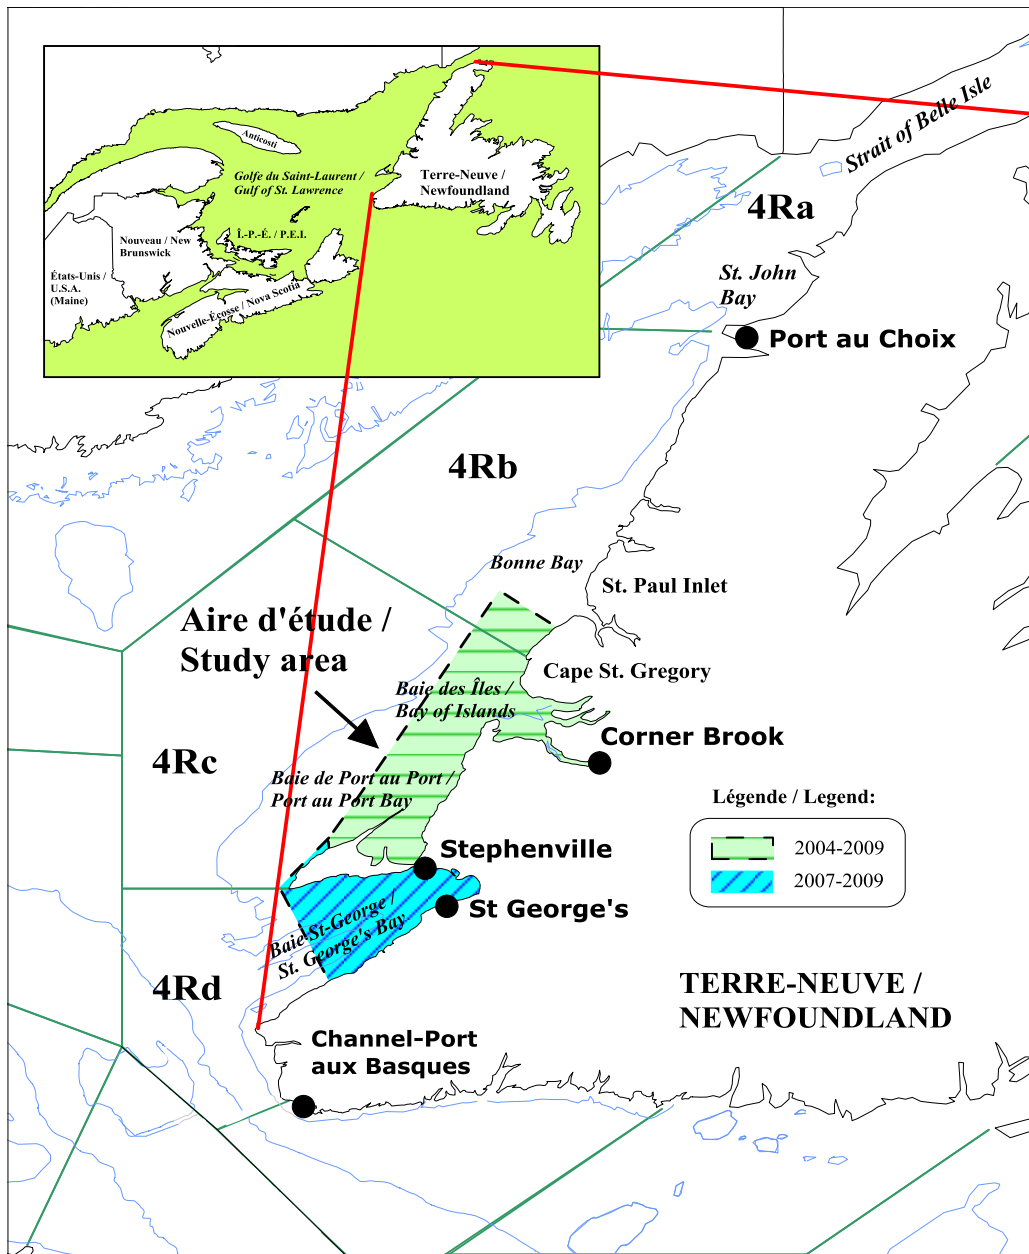 Anticosti
Golfe du Saint-Laurent /
Gulf of St. Lawrence
Terre-Neuve /
Newfoundland
Nouveau / New
Brunswick
Î.-P.-É. / P.E.I.
États-Unis /
U.S.A.
(Maine)
Nouvelle-Écosse / Nova Scotia
Strait of Belle Isle
4Ra
St. John
Bay
Port au Choix
4Rb
Bonne Bay
St. Paul Inlet
Aire d'étude /
Study area
Cape St. Gregory
Baie des Îles /
Bay of Islands
Corner Brook
4Rc
Baie de Port au Port /
Port au Port Bay
Légende / Legend:
2004-2009
2007-2009
Stephenville
St George's
Baie St-George /
St. George's Bay
4Rd
TERRE-NEUVE /
NEWFOUNDLAND
Channel-Port
aux Basques